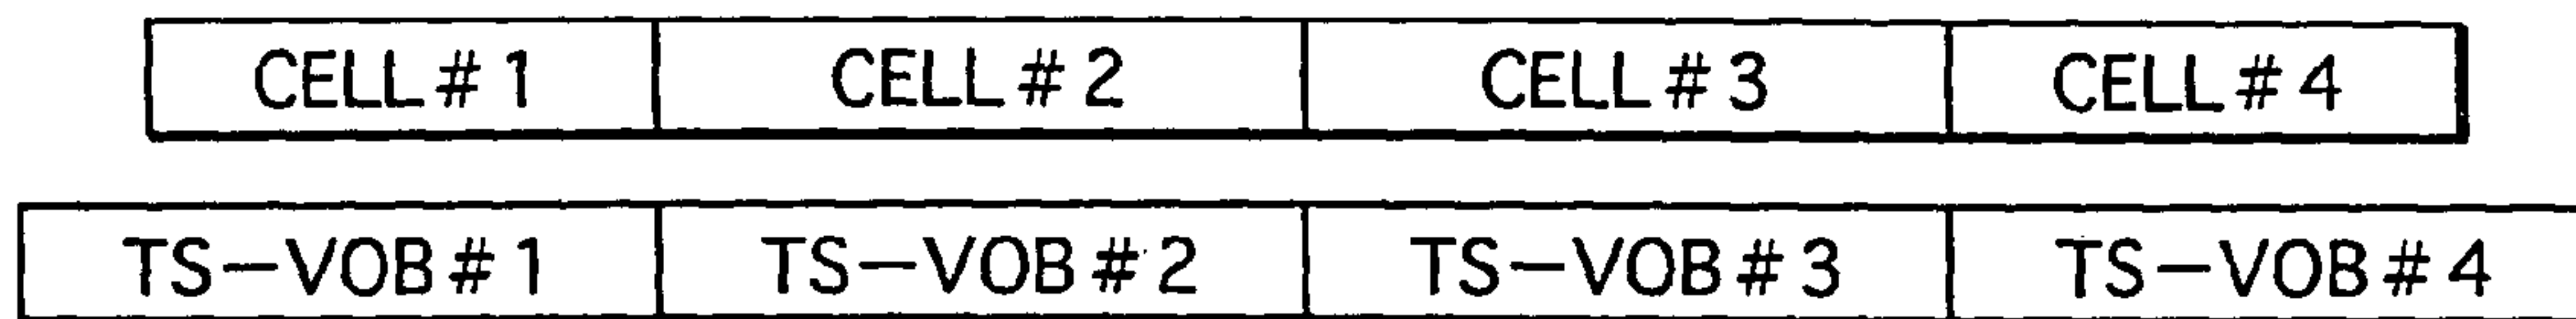 CELL#1 CELL#2 CELL#3 CELL#4
TS-VOB#1 TS-VOB#2 TS-VOB#3 TS-VOB#4